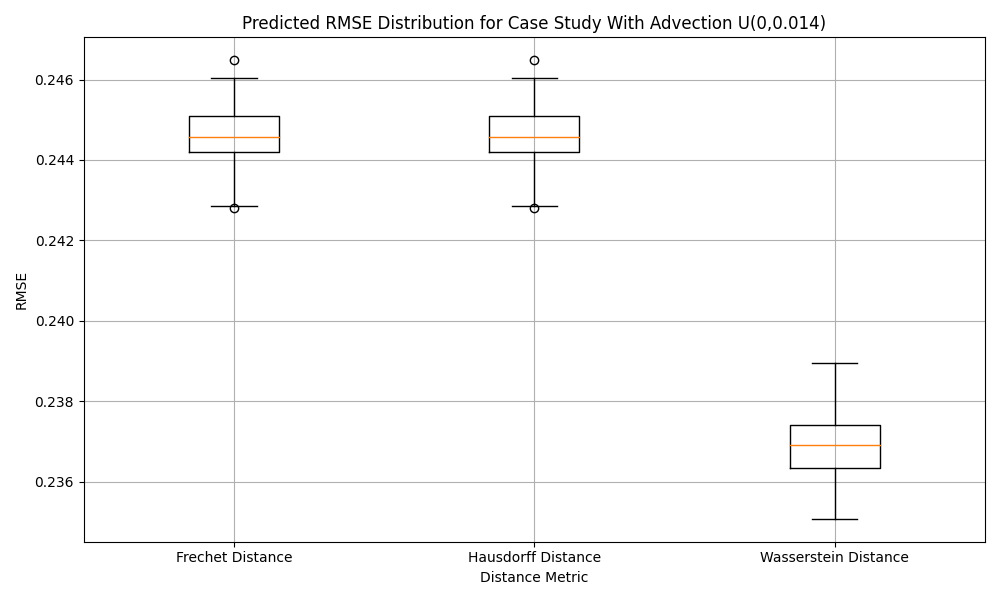 Predicted RMSE Distribution for Case Study With Advection U(0,0.014)
0.246
0.244
0.242
0.240
0.238
0.236
RMSE
Frechet Distance
Hausdorff Distance
Wasserstein Distance
Distance Metric